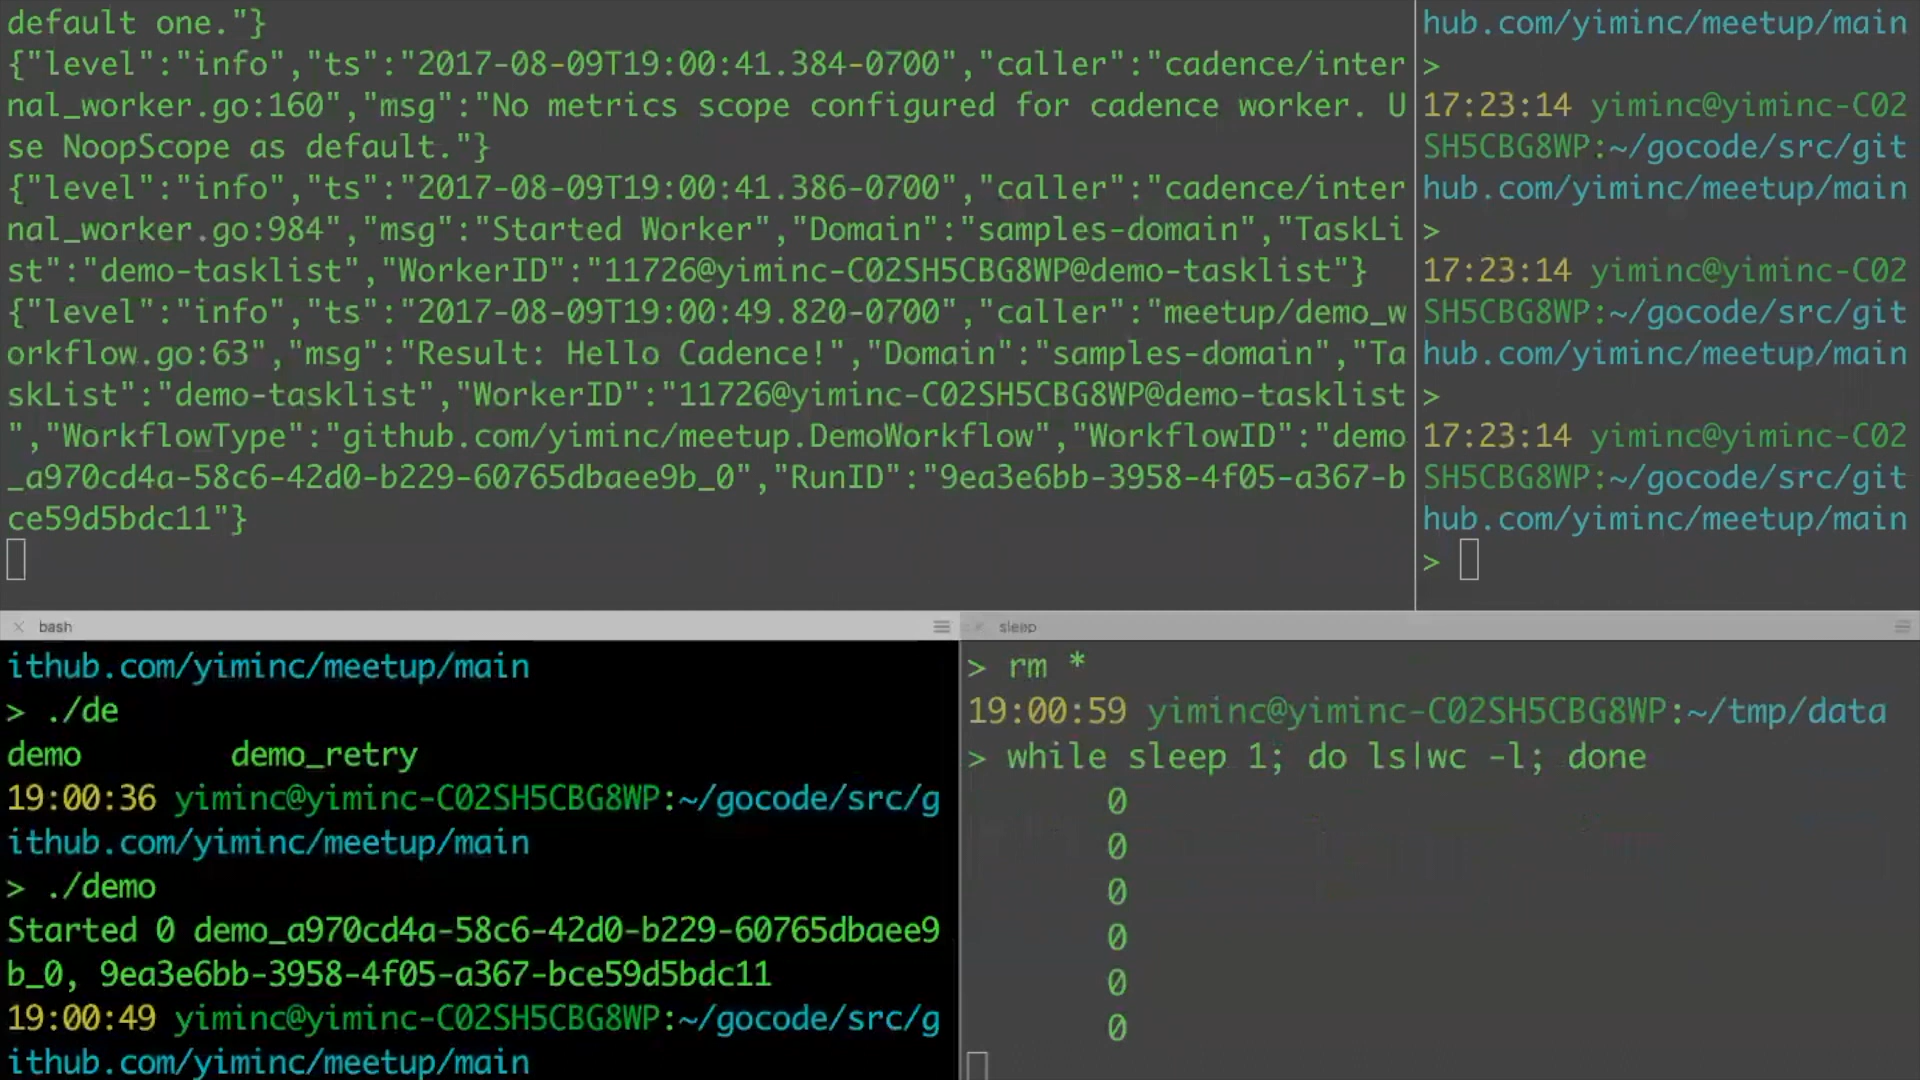 default one."}
{"level":"info","ts":"2017-08-09T19:00:41.384-0700","caller":"cadence/inter
nal_worker.go:160","msg":"No metrics scope configured for cadence worker. U
se NoopScope as default."}
{"level":"info","ts":"2017-08-09T19:00:41.386-0700","caller":"cadence/inter
nal_worker.go:984","msg":"Started Worker","Domain":"samples-domain","TaskLi
st":"demo-tasklist","WorkerID":"11726@yiminc-C02SH5CBG8WP@demo-tasklist"}
{"level":"info","ts":"2017-08-09T19:00:49.820-0700","caller":"meetup/demo_w
orkflow.go:63","msg":"Result: Hello Cadence!","Domain":"samples-domain","Ta
skList":"demo-tasklist","WorkerID":"11726@yiminc-C02SH5CBG8WP@demo-tasklist
","WorkflowType":"github.com/yiminc/meetup.DemoWorkflow","WorkflowID":"demo
_a970cd4a-58c6-42d0-b229-60765dbaee9b_0","RunID":"9ea3e6bb-3958-4f05-a367-b
ce59d5bdc11"}
hub.com/yiminc/meetup/main
>
17:23:14 yiminc@yiminc-C02
SH5CBG8WP:~/gocode/src/git
hub.com/yiminc/meetup/main
>
17:23:14 yiminc@yiminc-C02
SH5CBG8WP:~/gocode/src/git
hub.com/yiminc/meetup/main
>
17:23:14 yiminc@yiminc-C02
SH5CBG8WP:~/gocode/src/git
hub.com/yiminc/meetup/main
>
bash
ithub.com/yiminc/meetup/main
> ./de
demo demo_retry
19:00:36 yiminc@yiminc-C02SH5CBG8WP:~/gocode/src/g
ithub.com/yiminc/meetup/main
> ./demo
Started 0 demo_a970cd4a-58c6-42d0-b229-60765dbaee9
b_0, 9ea3e6bb-3958-4f05-a367-bce59d5bdc11
19:00:49 yiminc@yiminc-C02SH5CBG8WP:~/gocode/src/g
ithub.com/yiminc/meetup/main
sleep
> rm *
19:00:59 yiminc@yiminc-C02SH5CBG8WP:~/tmp/data
> while sleep 1; do ls|wc -l; done
0
0
0
0
0
0